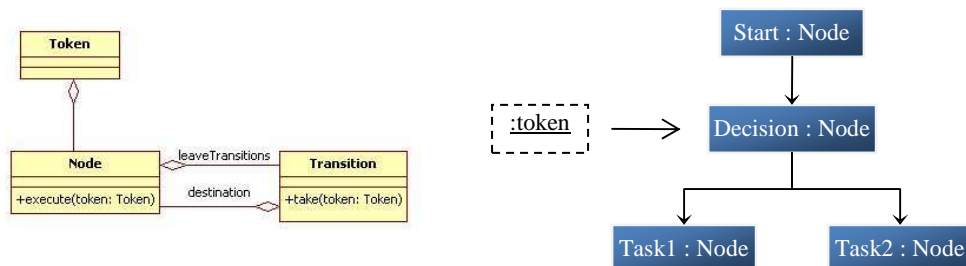 Token
Node
+execute(token: Token)
leaveTransitions
destination
Transition
+take(token: Token)
Start : Node
:token
Decision : Node
Task1 : Node
Task2 : Node